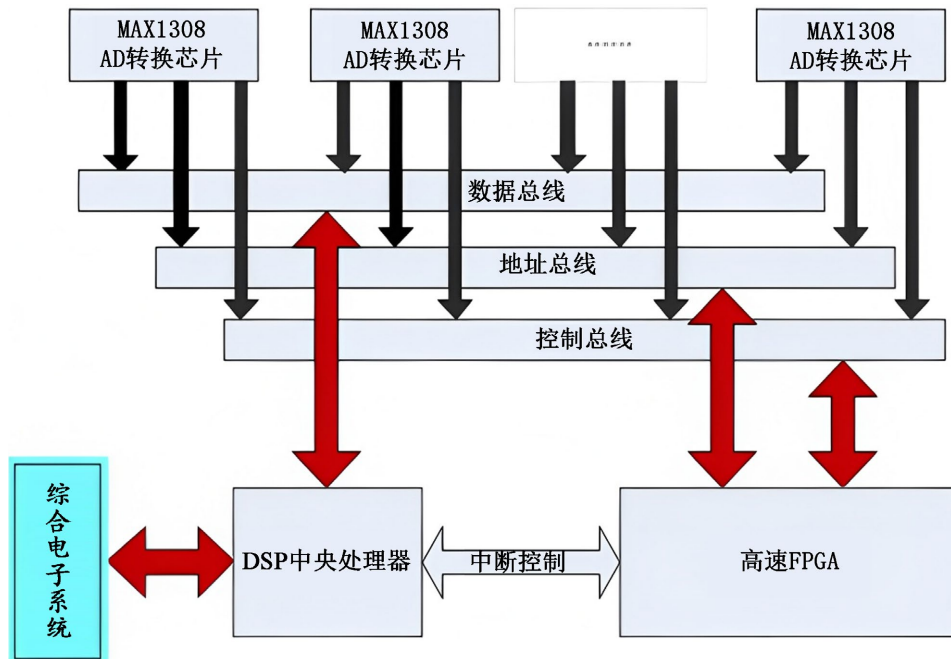 MAX1308
AD转换芯片
MAX1308
AD转换芯片
......
MAX1308
AD转换芯片
数据总线
地址总线
控制总线
综合电子系统
DSP中央处理器
中断控制
高速FPGA